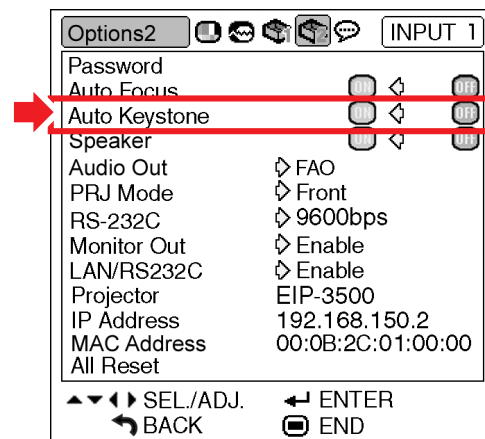 Options2 INPUT 1
Password
Auto Focus ON OFF
Auto Keystone ON OFF
Speaker ON OFF
Audio Out FAO
PRJ Mode Front
RS-232C 9600bps
Monitor Out Enable
LAN/RS232C Enable
Projector EIP-3500
IP Address 192.168.150.2
MAC Address 00:0B:2C:01:00:00
All Reset
SEL./ADJ. ENTER
BACK END